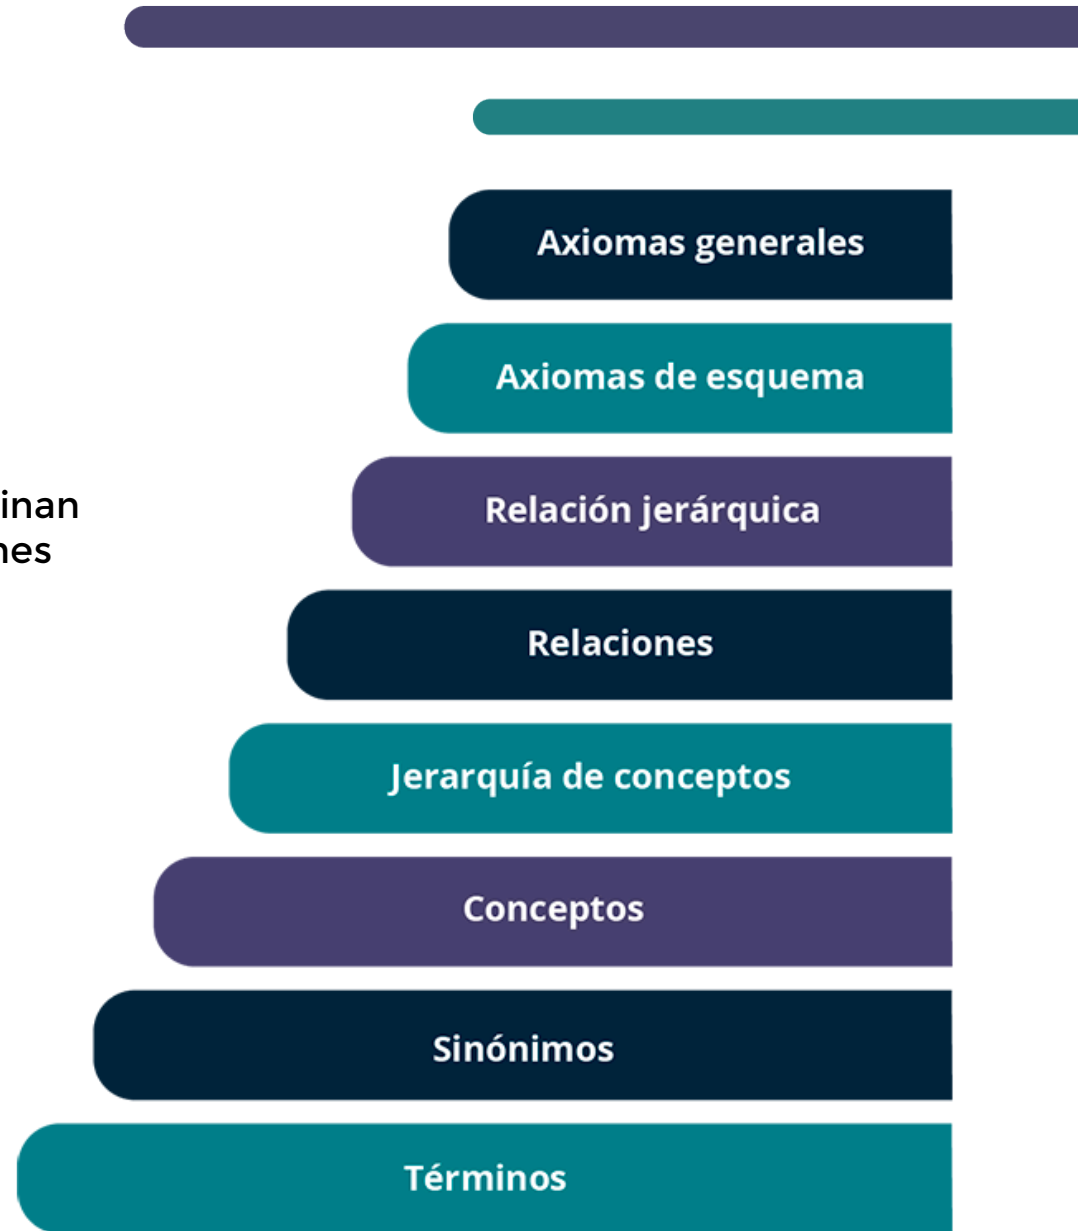 Axiomas generales
Axiomas de esquema
inan
nes
Relación jerárquica
Relaciones
Jerarquía de conceptos
Conceptos
Sinónimos
Términos